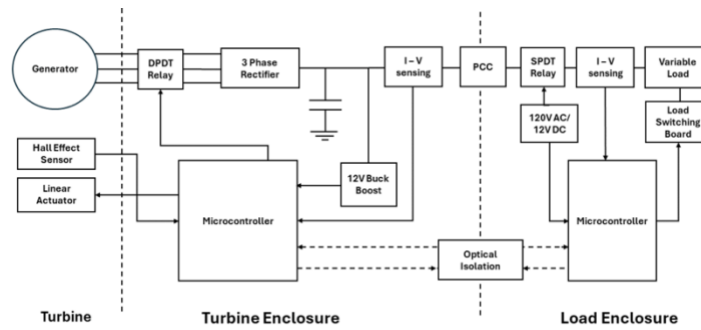 Generator
DPDT
Relay
3 Phase
Rectifier
I – V
sensing
PCC
SPDT
Relay
I – V
sensing
Variable
Load
120V AC/
12V DC
Load
Switching
Board
Hall Effect
Sensor
Linear
Actuator
12V Buck
Boost
Microcontroller
Microcontroller
Optical
Isolation
Turbine
Turbine Enclosure
Load Enclosure